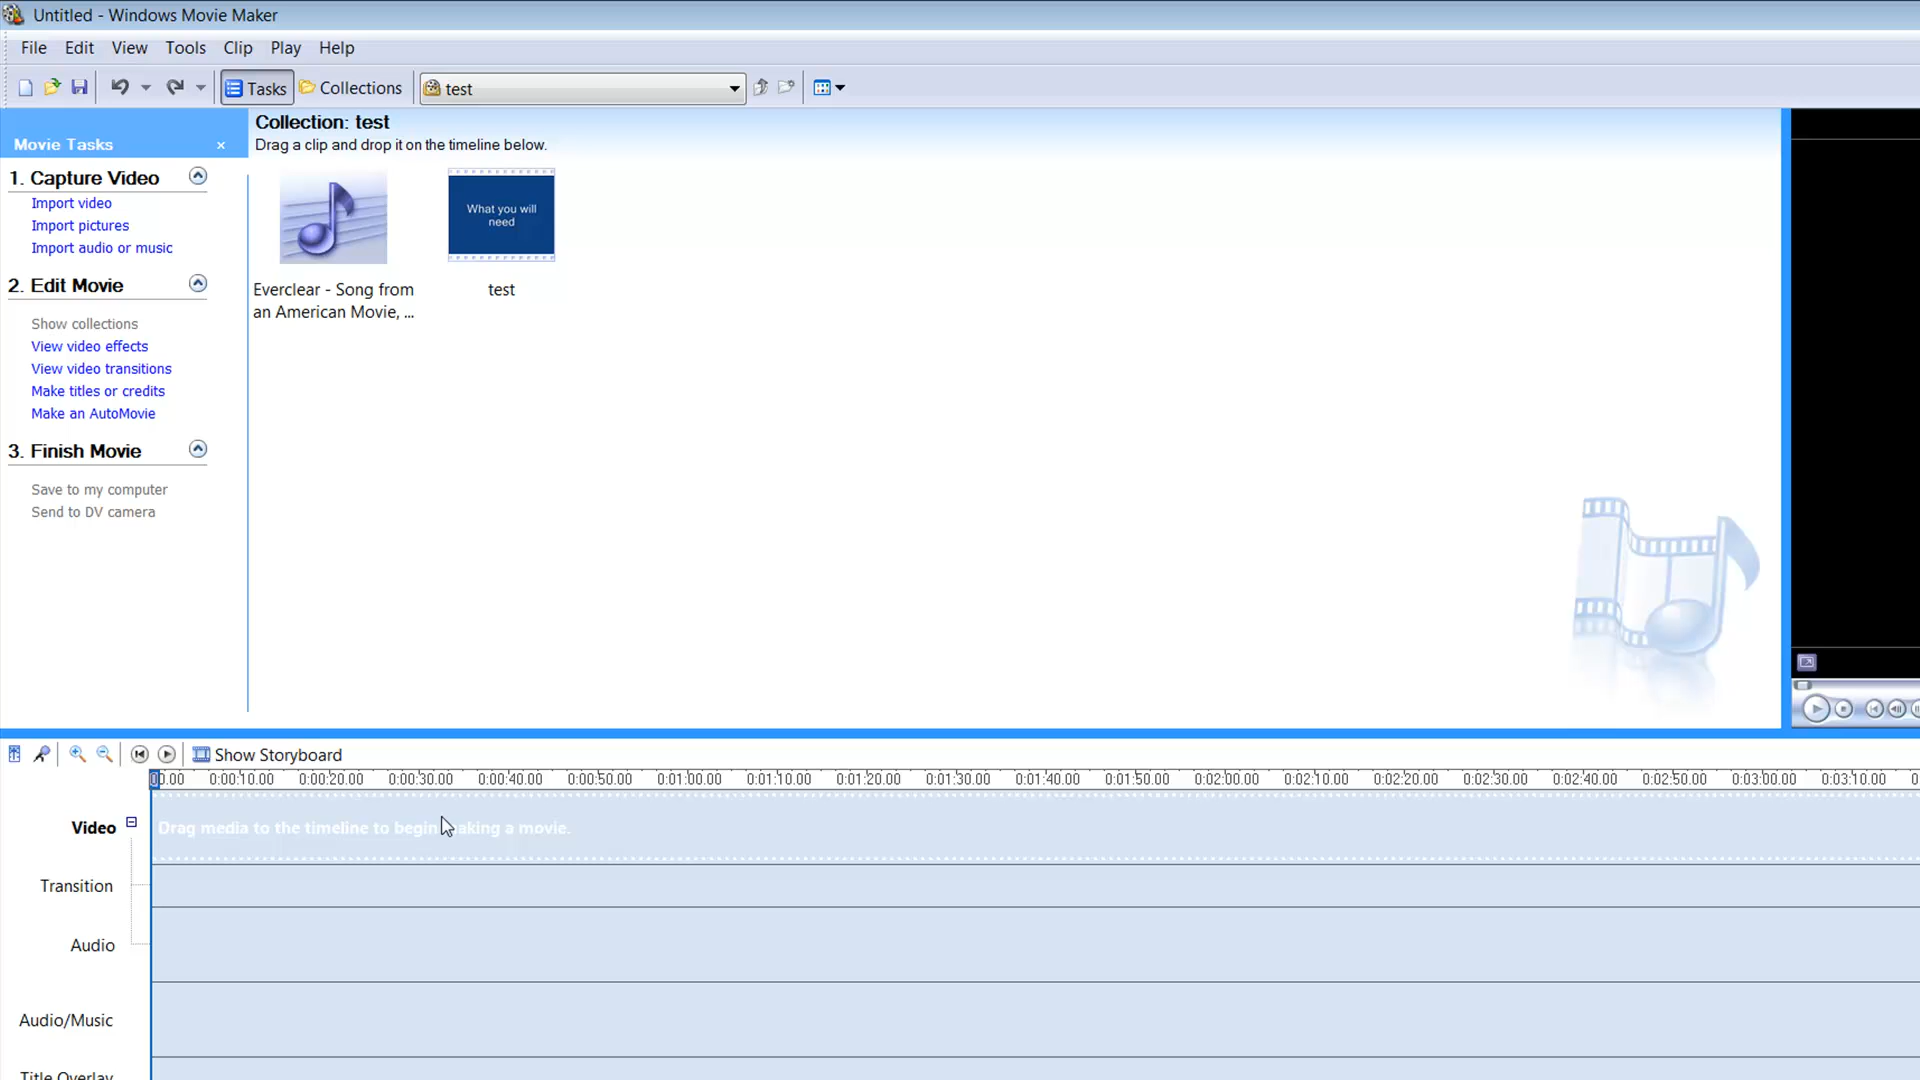 Untitled - Windows Movie Maker
File Edit View Tools Clip Play Help
Tasks Collections test
Movie Tasks ×
1. Capture Video
Import video
Import pictures
Import audio or music
2. Edit Movie
Show collections
View video effects
View video transitions
Make titles or credits
Make an AutoMovie
3. Finish Movie
Save to my computer
Send to DV camera
Collection: test
Drag a clip and drop it on the timeline below.
What you will
need
Everclear - Song from
an American Movie, ...
test
Show Storyboard
0:00:10.00 0:00:20.00 0:00:30.00 0:00:40.00 0:00:50.00 0:01:00.00 0:01:10.00 0:01:20.00 0:01:30.00 0:01:40.00 0:01:50.00 0:02:00.00 0:02:10.00 0:02:20.00 0:02:30.00 0:02:40.00 0:02:50.00 0:03:00.00 0:03:10.00
Video
Drag media to the timeline to begin making a movie.
Transition
Audio
Audio/Music
Title Overlay